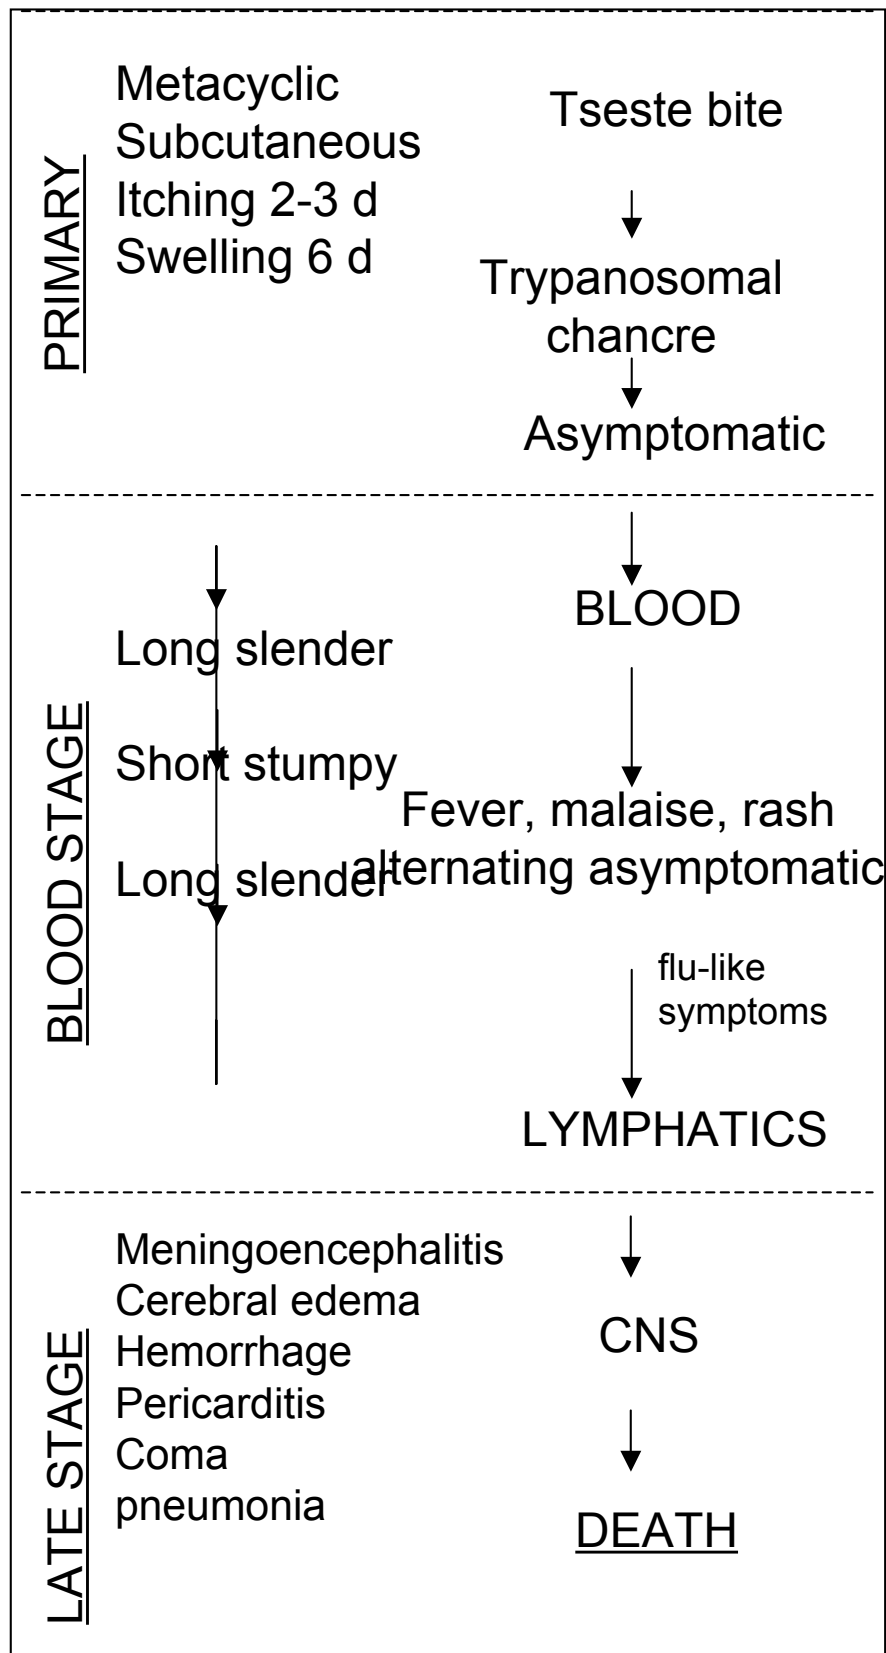 PRIMARY
Metacyclic
Subcutaneous
Itching 2-3 d
Swelling 6 d
Tseste bite
Trypanosomal
chancre
Asymptomatic
BLOOD STAGE
Long slender
Short stumpy
Long slender
BLOOD
Fever, malaise, rash
alternating asymptomatic
flu-like
symptoms
LYMPHATICS
LATE STAGE
Meningoencephalitis
Cerebral edema
Hemorrhage
Pericarditis
Coma
pneumonia
CNS
DEATH